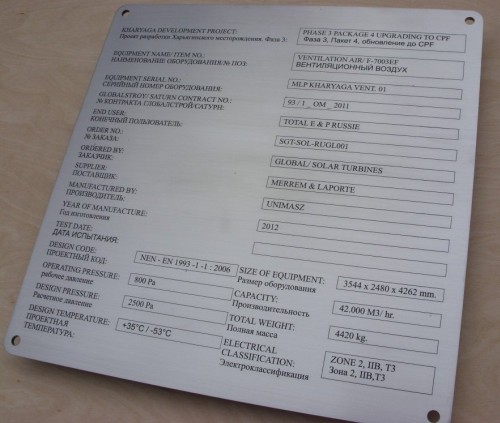 KHARYAGA DEVELOPMENT PROJECT: PHASE 3 PACKAGE 4 UPGRADING TO CPF
Проект разработки Харьягинского месторождения. Фаза 3: Фаза 3, Пакет 4, обновление до CPF
EQUIPMENT NAME/ ITEM NO.: VENTILATION AIR/ F-7003EF
НАИМЕНОВАНИЕ ОБОРУДОВАНИЯ/№ ПОЗ: ВЕНТИЛЯЦИОННЫЙ ВОЗДУХ
EQUIPMENT SERIAL NO.: MLP KHARYAGA VENT. 01
СЕРИЙНЫЙ НОМЕР ОБОРУДОВАНИЯ:
GLOBALSTROY/ SATURN CONTRACT NO.: 93 / 1 _ OM _ 2011
№ КОНТРАКТА ГЛОБАЛСТРОЙ/САТУРН:
END USER: TOTAL E & P RUSSIE
КОНЕЧНЫЙ ПОЛЬЗОВАТЕЛЬ:
ORDER NO.: SGT-SOL-RUGL001
№ ЗАКАЗА:
ORDERED BY: GLOBAL/ SOLAR TURBINES
ЗАКАЗЧИК:
SUPPLIER: MERREM & LAPORTE
ПОСТАВЩИК:
MANUFACTURED BY: UNIMASZ
ПРОИЗВОДИТЕЛЬ:
YEAR OF MANUFACTURE: 2012
Год изготовления
TEST DATE:
ДАТА ИСПЫТАНИЯ:
DESIGN CODE: NEN - EN 1993 -1 -1 : 2006
ПРОЕКТНЫЙ КОД:
OPERATING PRESSURE: 800 Pa
рабочее давление
DESIGN PRESSURE: 2500 Pa
Расчетное давление
DESIGN TEMPERATURE: +35°C / -53°C
ПРОЕКТНАЯ
ТЕМПЕРАТУРА:
SIZE OF EQUIPMENT: 3544 x 2480 x 4262 mm.
Размер оборудования
CAPACITY: 42.000 M3/ hr.
Производительность
TOTAL WEIGHT: 4420 kg.
Полная масса
ELECTRICAL ZONE 2, IIB, T3
CLASSIFICATION: Зона 2, IIB,T3
Электроклассификация